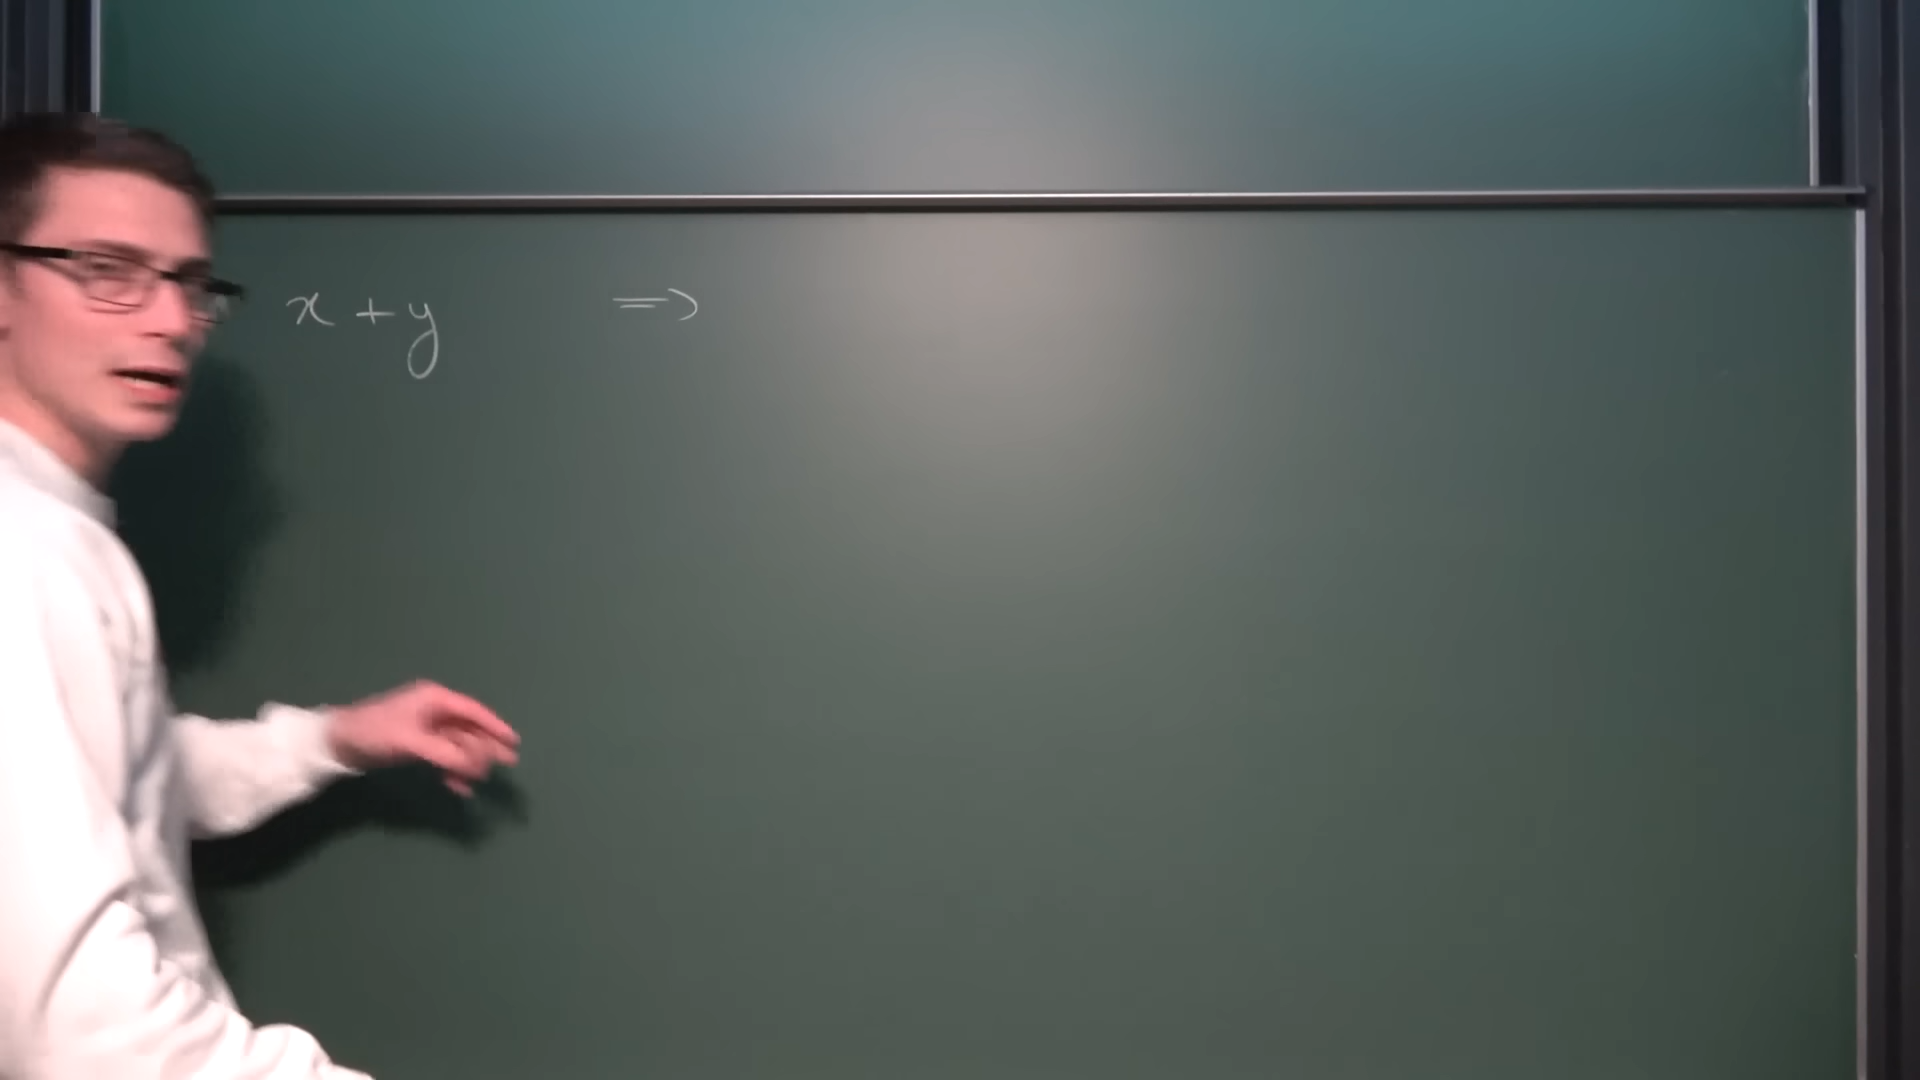 x + y =>